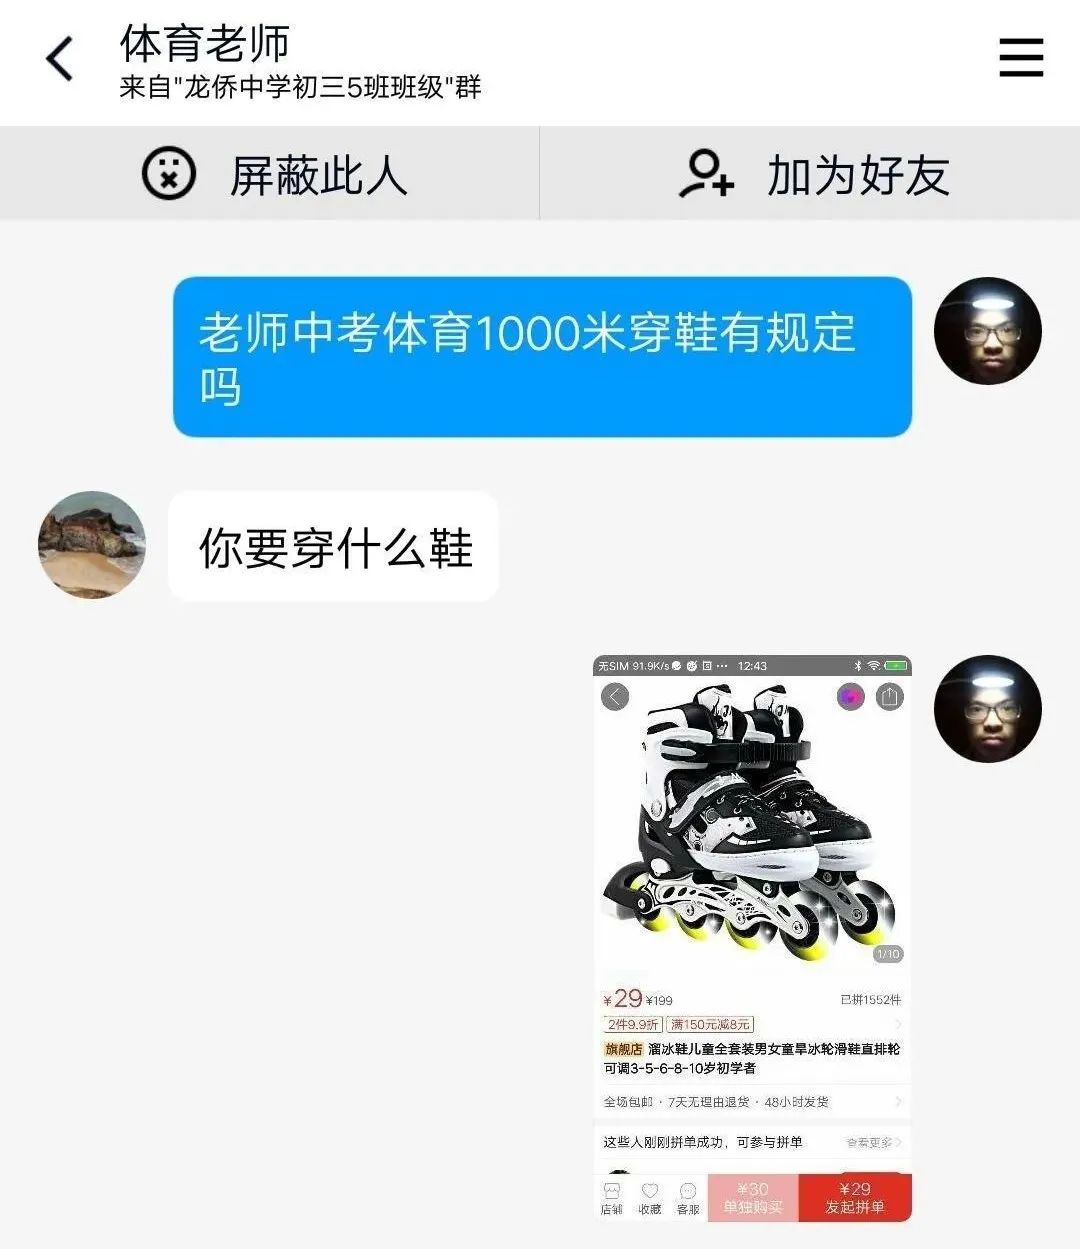 体育老师
来自"龙侨中学初三5班班级"群
屏蔽此人
加为好友
老师中考体育1000米穿鞋有规定
吗
你要穿什么鞋
无SIM 91.9K/s ··· 12:43
1/10
¥29 ¥199 已拼1552件
2件9.9折 满150元减8元
旗舰店 溜冰鞋儿童全套装男女童旱冰轮滑鞋直排轮
可调3-5-6-8-10岁初学者
全场包邮 · 7天无理由退货 · 48小时发货
这些人刚刚拼单成功，可参与拼单 查看更多
店铺 收藏 客服
¥30
单独购买
¥29
发起拼单